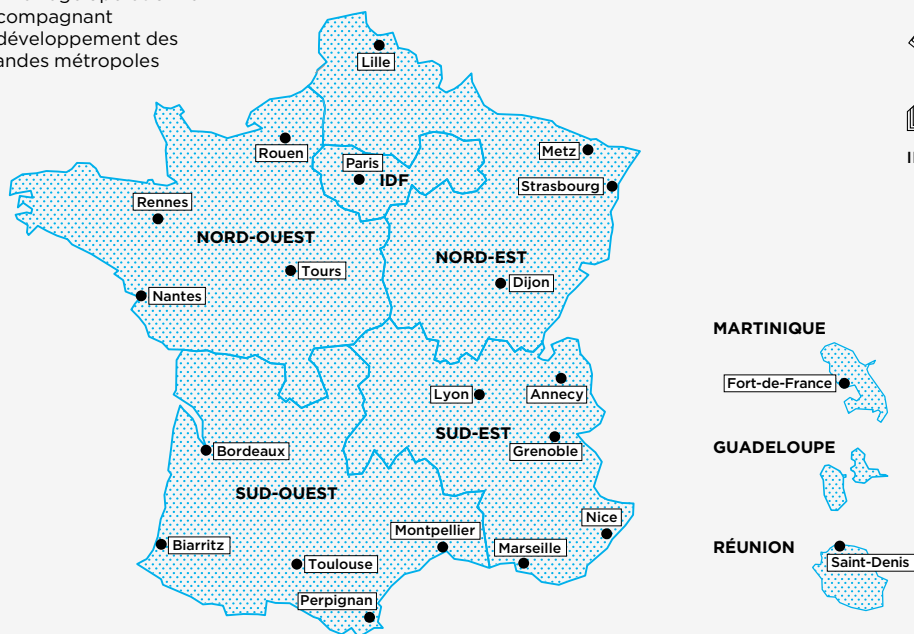 compagnant
développement des
andes métropoles
Lille
Rouen
Paris
IDF
Metz
Strasbourg
Rennes
NORD-OUEST
Tours
Nantes
NORD-EST
Dijon
MARTINIQUE
Fort-de-France
Lyon
Annecy
SUD-EST
Grenoble
GUADELOUPE
Bordeaux
SUD-OUEST
Biarritz
Montpellier
Toulouse
Perpignan
Marseille
Nice
RÉUNION
Saint-Denis